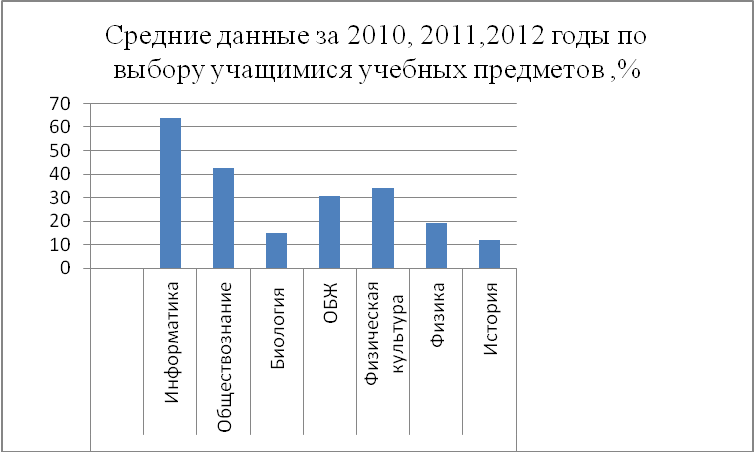 Средние данные за 2010, 2011,2012 годы по
выбору учащимися учебных предметов ,%
70
60
50
40
30
20
10
0
Информатика
Обществознание
Биология
ОБЖ
Физическая
культура
Физика
История